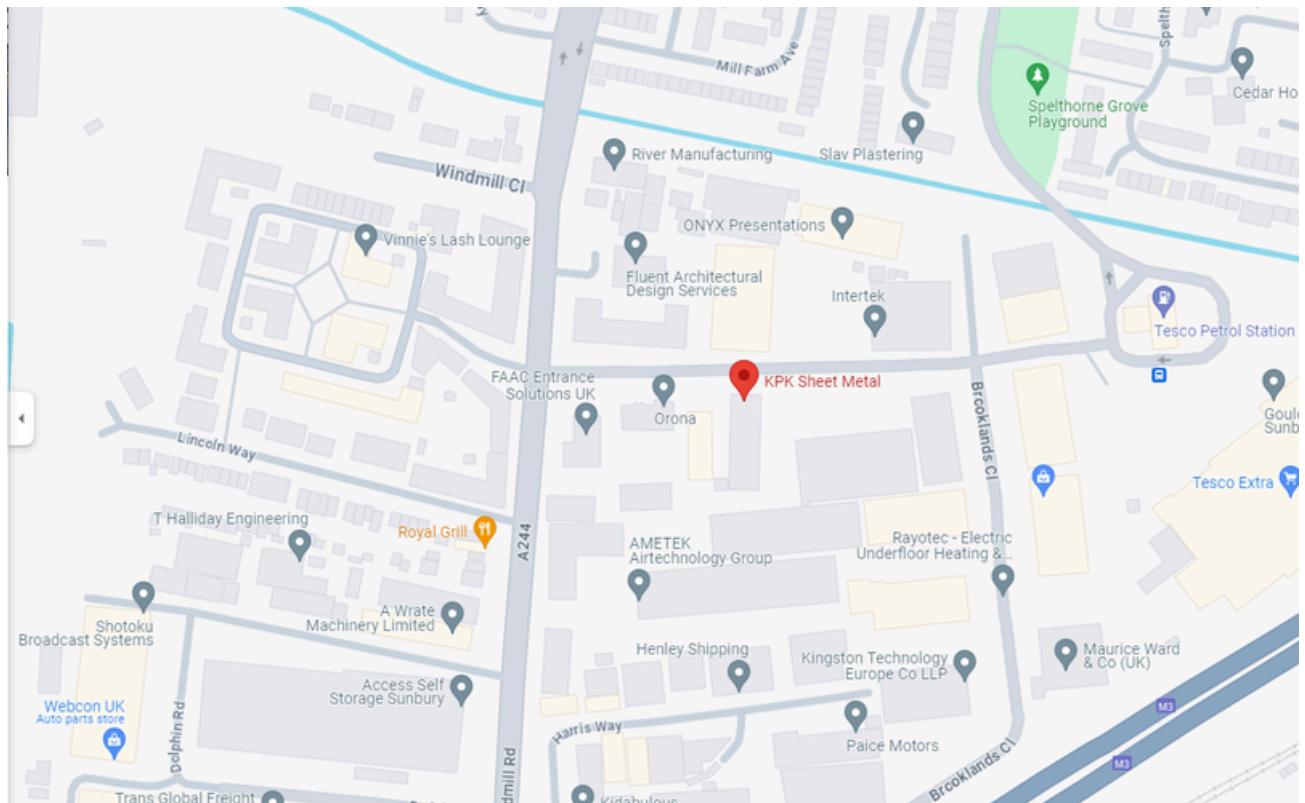 Mill Farm Ave
Spelthorne Grove
Playground
Cedar Ho
River Manufacturing
Slav Plastering
Windmill Cl
ONYX Presentations
Vinnie's Lash Lounge
Fluent Architectural
Design Services
Intertek
Tesco Petrol Station
FAAC Entrance
Solutions UK
KPK Sheet Metal
Orona
Brooklands Cl
Goul
Sunb
Lincoln Way
Tesco Extra
T Halliday Engineering
Royal Grill
A244
AMETEK
Airtechnology Group
Rayotec - Electric
Underfloor Heating &...
Shotoku
Broadcast Systems
A Wrate
Machinery Limited
Henley Shipping
Kingston Technology
Europe Co LLP
Maurice Ward
& Co (UK)
Access Self
Storage Sunbury
Webcon UK
Auto parts store
Dolphin Rd
Harris Way
Paice Motors
M3
M3
dmill Rd
Brooklands Cl
Trans Global Freight
Kidabulous